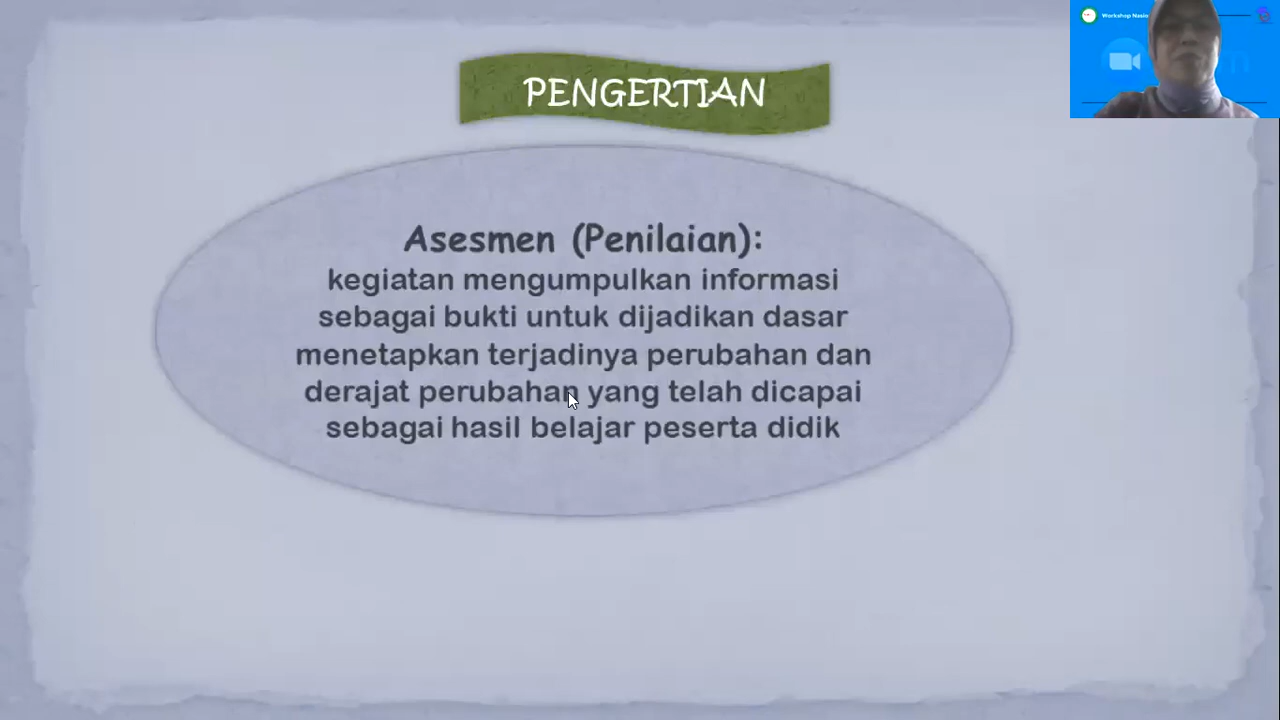 PENGERTIAN
Asesmen (Penilaian):
kegiatan mengumpulkan informasi
sebagai bukti untuk dijadikan dasar
menetapkan terjadinya perubahan dan
derajat perubahan yang telah dicapai
sebagai hasil belajar peserta didik
Workshop